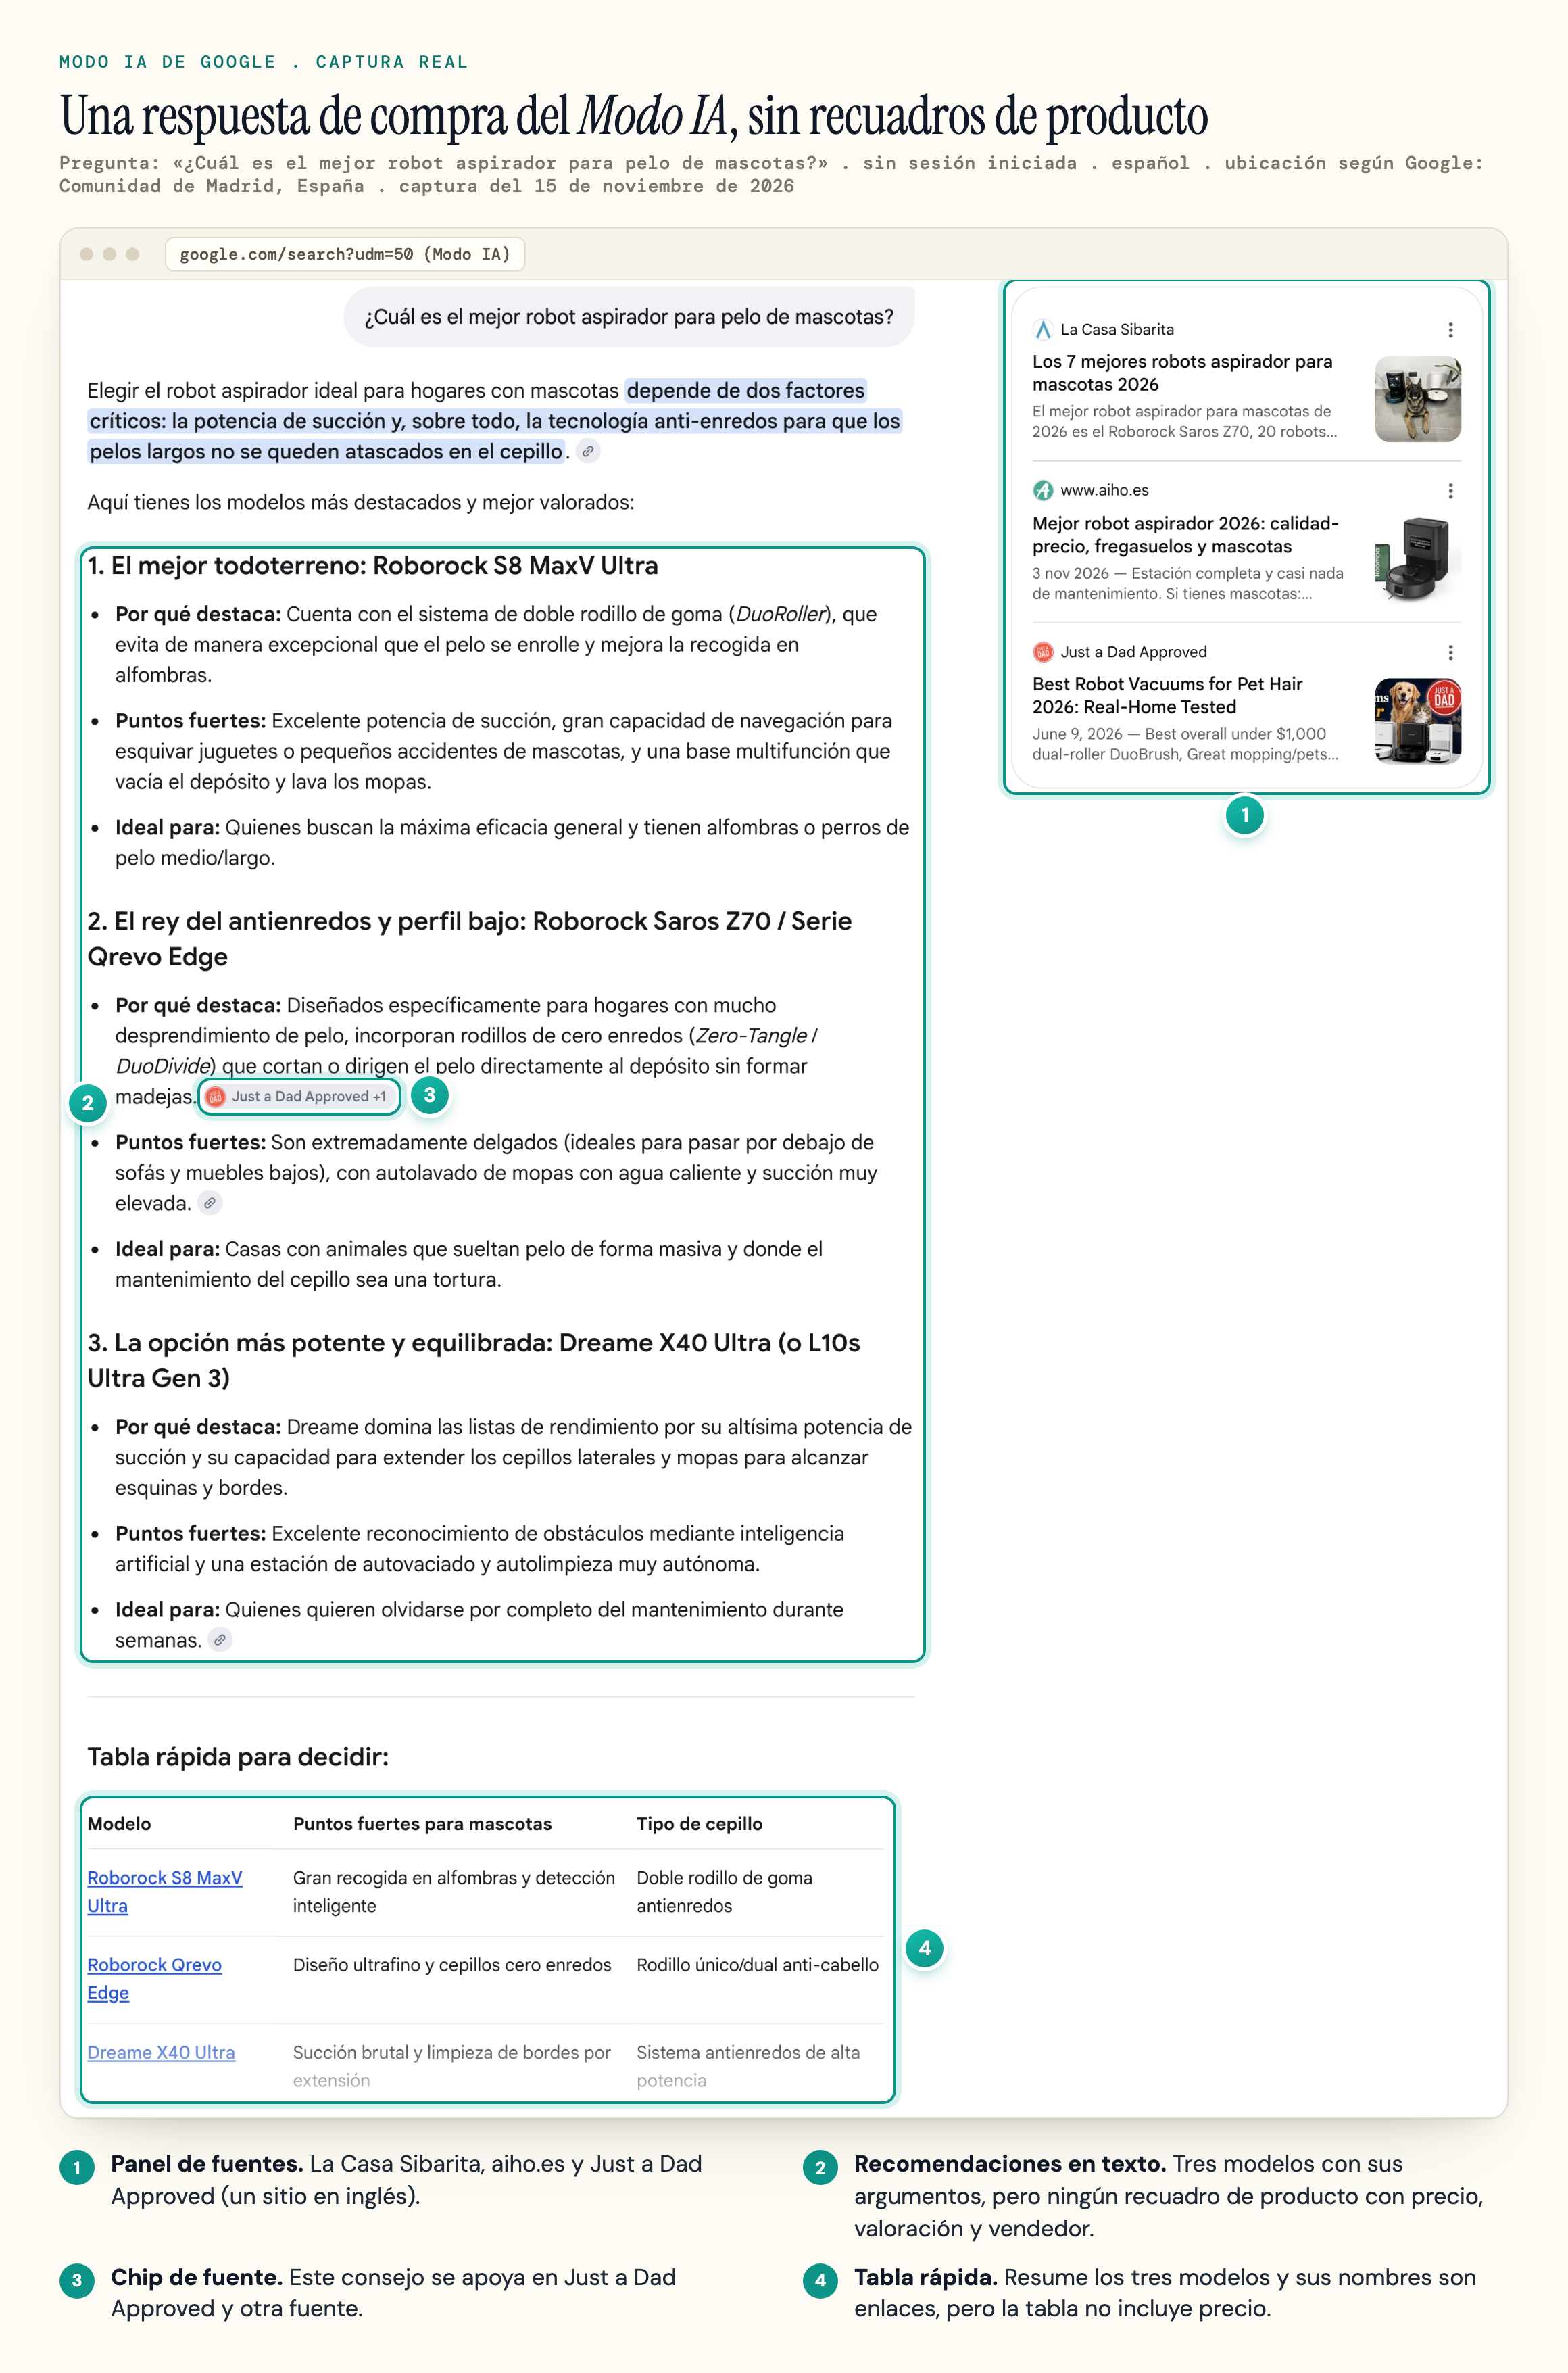 MODO IA DE GOOGLE . CAPTURA REAL
Una respuesta de compra del Modo IA, sin recuadros de producto
Pregunta: «¿Cuál es el mejor robot aspirador para pelo de mascotas?» . sin sesión iniciada . español . ubicación según Google:
Comunidad de Madrid, España . captura del 15 de noviembre de 2026
google.com/search?udm=50 (Modo IA)
¿Cuál es el mejor robot aspirador para pelo de mascotas?
Elegir el robot aspirador ideal para hogares con mascotas depende de dos factores
críticos: la potencia de succión y, sobre todo, la tecnología anti-enredos para que los
pelos largos no se queden atascados en el cepillo.
Aquí tienes los modelos más destacados y mejor valorados:
1. El mejor todoterreno: Roborock S8 MaxV Ultra
• Por qué destaca: Cuenta con el sistema de doble rodillo de goma (DuoRoller), que
evita de manera excepcional que el pelo se enrolle y mejora la recogida en
alfombras.
• Puntos fuertes: Excelente potencia de succión, gran capacidad de navegación para
esquivar juguetes o pequeños accidentes de mascotas, y una base multifunción que
vacía el depósito y lava los mopas.
• Ideal para: Quienes buscan la máxima eficacia general y tienen alfombras o perros de
pelo medio/largo.
2. El rey del antienredos y perfil bajo: Roborock Saros Z70 / Serie
Qrevo Edge
• Por qué destaca: Diseñados específicamente para hogares con mucho
desprendimiento de pelo, incorporan rodillos de cero enredos (Zero-Tangle /
DuoDivide) que cortan o dirigen el pelo directamente al depósito sin formar
madejas. Just a Dad Approved +1
3
2
• Puntos fuertes: Son extremadamente delgados (ideales para pasar por debajo de
sofás y muebles bajos), con autolavado de mopas con agua caliente y succión muy
elevada.
• Ideal para: Casas con animales que sueltan pelo de forma masiva y donde el
mantenimiento del cepillo sea una tortura.
3. La opción más potente y equilibrada: Dreame X40 Ultra (o L10s
Ultra Gen 3)
• Por qué destaca: Dreame domina las listas de rendimiento por su altísima potencia de
succión y su capacidad para extender los cepillos laterales y mopas para alcanzar
esquinas y bordes.
• Puntos fuertes: Excelente reconocimiento de obstáculos mediante inteligencia
artificial y una estación de autovaciado y autolimpieza muy autónoma.
• Ideal para: Quienes quieren olvidarse por completo del mantenimiento durante
semanas.
Tabla rápida para decidir:
Modelo Puntos fuertes para mascotas Tipo de cepillo
Roborock S8 MaxV Gran recogida en alfombras y detección Doble rodillo de goma
Ultra inteligente antienredos
Roborock Qrevo Diseño ultrafino y cepillos cero enredos Rodillo único/dual anti-cabello
Edge
Dreame X40 Ultra Succión brutal y limpieza de bordes por Sistema antienredos de alta
extensión potencia
4
La Casa Sibarita
Los 7 mejores robots aspirador para
mascotas 2026
El mejor robot aspirador para mascotas de
2026 es el Roborock Saros Z70, 20 robots...
www.aiho.es
Mejor robot aspirador 2026: calidad-
precio, fregasuelos y mascotas
3 nov 2026 — Estación completa y casi nada
de mantenimiento. Si tienes mascotas:...
Just a Dad Approved
Best Robot Vacuums for Pet Hair
2026: Real-Home Tested
June 9, 2026 — Best overall under $1,000
dual-roller DuoBrush, Great mopping/pets...
JUST A
DAD
1
1 Panel de fuentes. La Casa Sibarita, aiho.es y Just a Dad
Approved (un sitio en inglés).
2 Recomendaciones en texto. Tres modelos con sus
argumentos, pero ningún recuadro de producto con precio,
valoración y vendedor.
3 Chip de fuente. Este consejo se apoya en Just a Dad
Approved y otra fuente.
4 Tabla rápida. Resume los tres modelos y sus nombres son
enlaces, pero la tabla no incluye precio.